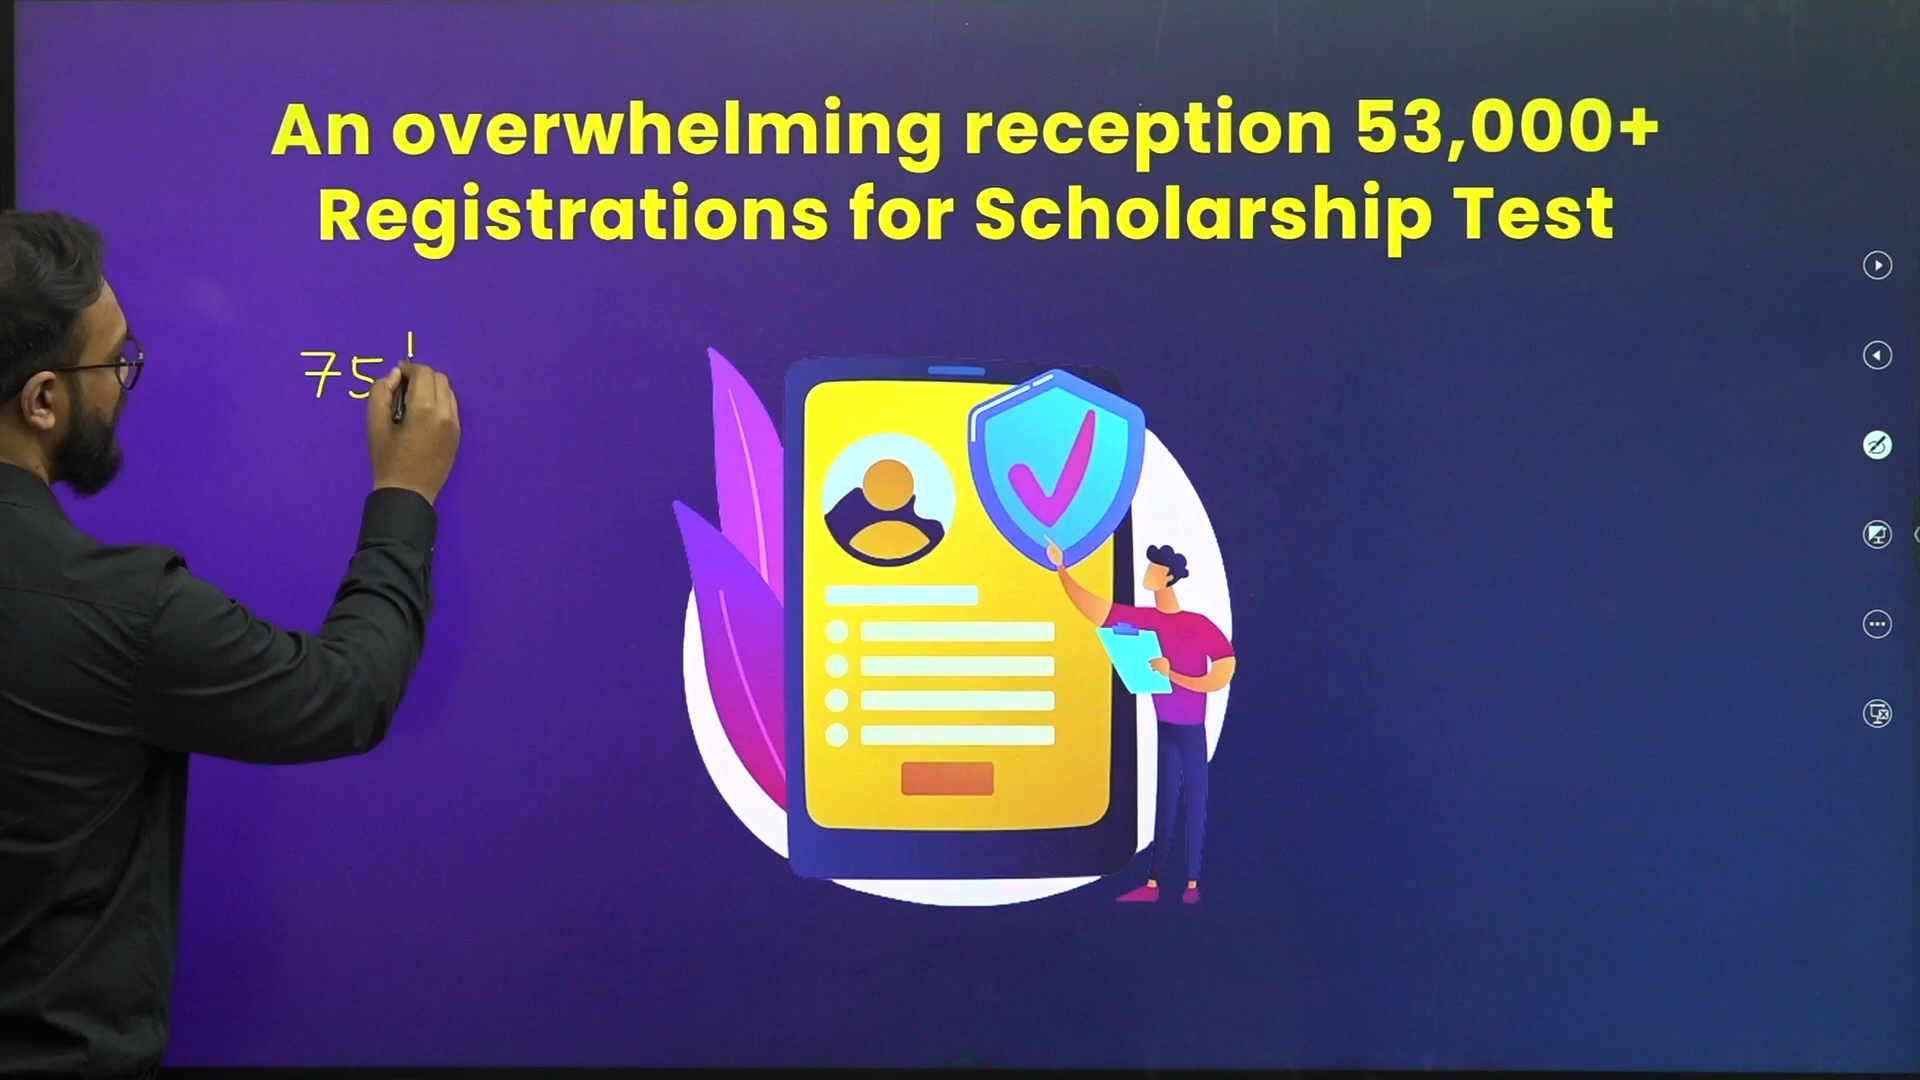 An overwhelming reception 53,000+
Registrations for Scholarship Test
75